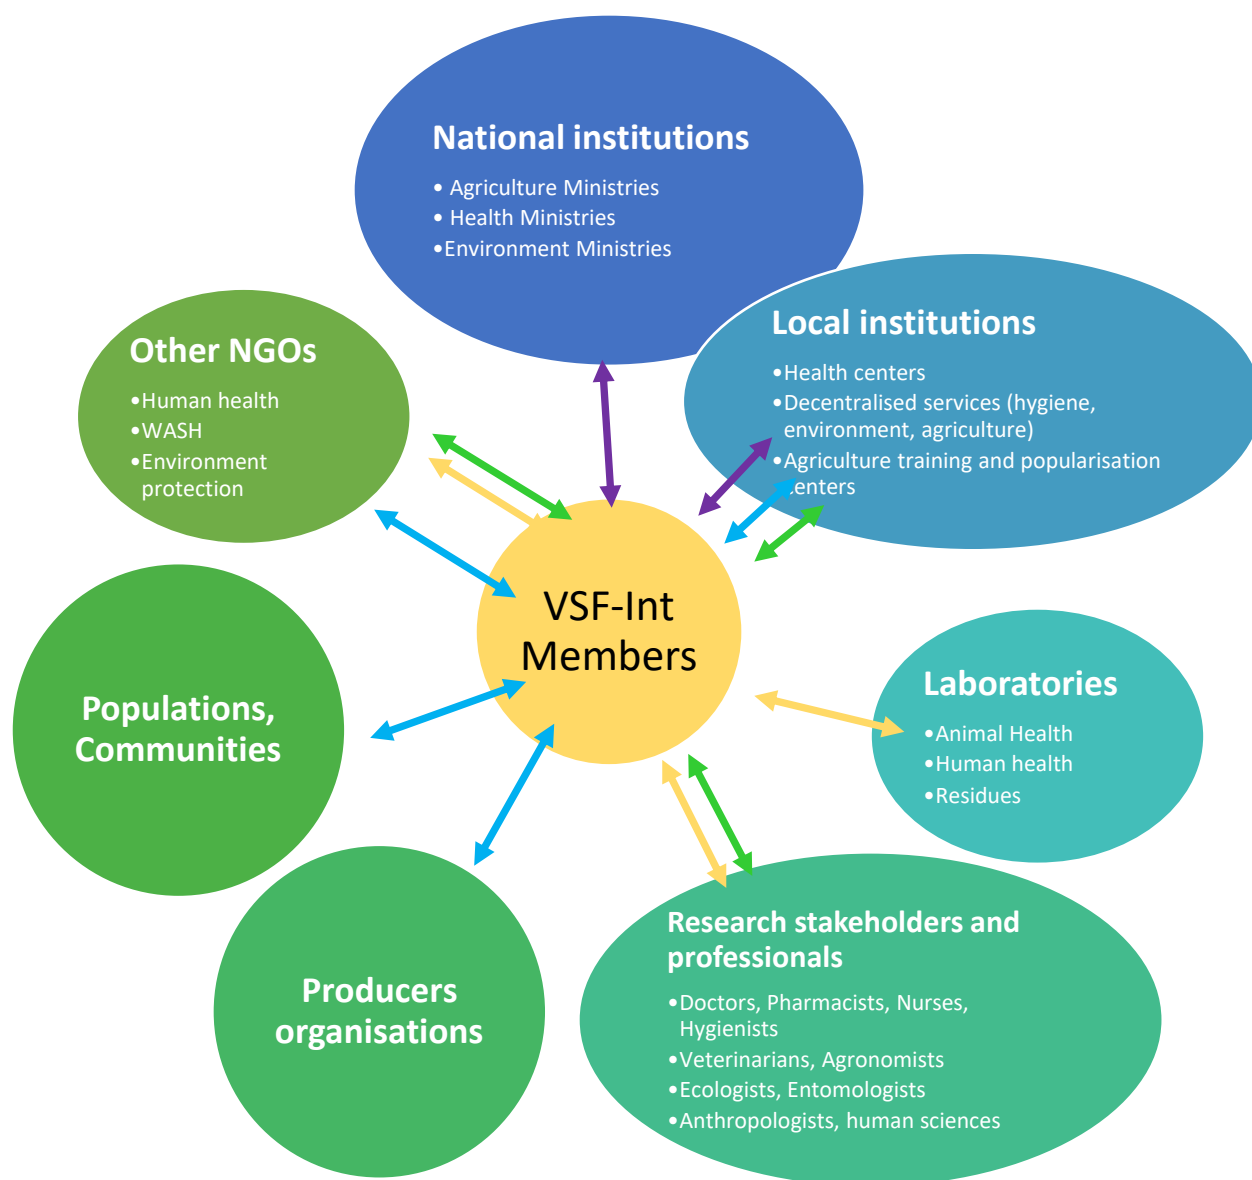 National institutions
• Agriculture Ministries
• Health Ministries
•Environment Ministries
Local institutions
•Health centers
•Decentralised services (hygiene,
environment, agriculture)
•Agriculture training and popularisation
centers
Other NGOs
•Human health
•WASH
•Environment
protection
VSF-Int
Members
Laboratories
•Animal Health
•Human health
•Residues
Populations,
Communities
Research stakeholders and
professionals
•Doctors, Pharmacists, Nurses,
Hygienists
•Veterinarians, Agronomists
•Ecologists, Entomologists
•Anthropologists, human sciences
Producers
organisations